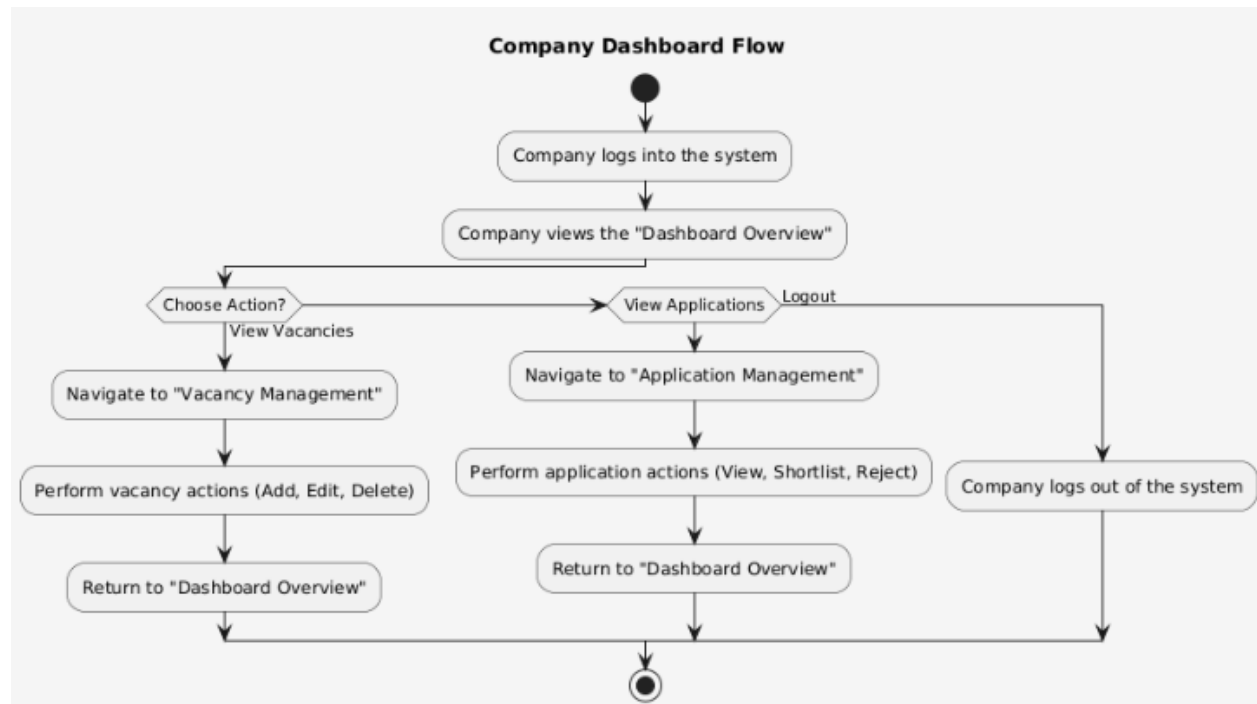 Company Dashboard Flow
Company logs into the system
Company views the "Dashboard Overview"
Choose Action?
View Vacancies
Navigate to "Vacancy Management"
Perform vacancy actions (Add, Edit, Delete)
Return to "Dashboard Overview"
View Applications
Navigate to "Application Management"
Perform application actions (View, Shortlist, Reject)
Return to "Dashboard Overview"
Logout
Company logs out of the system